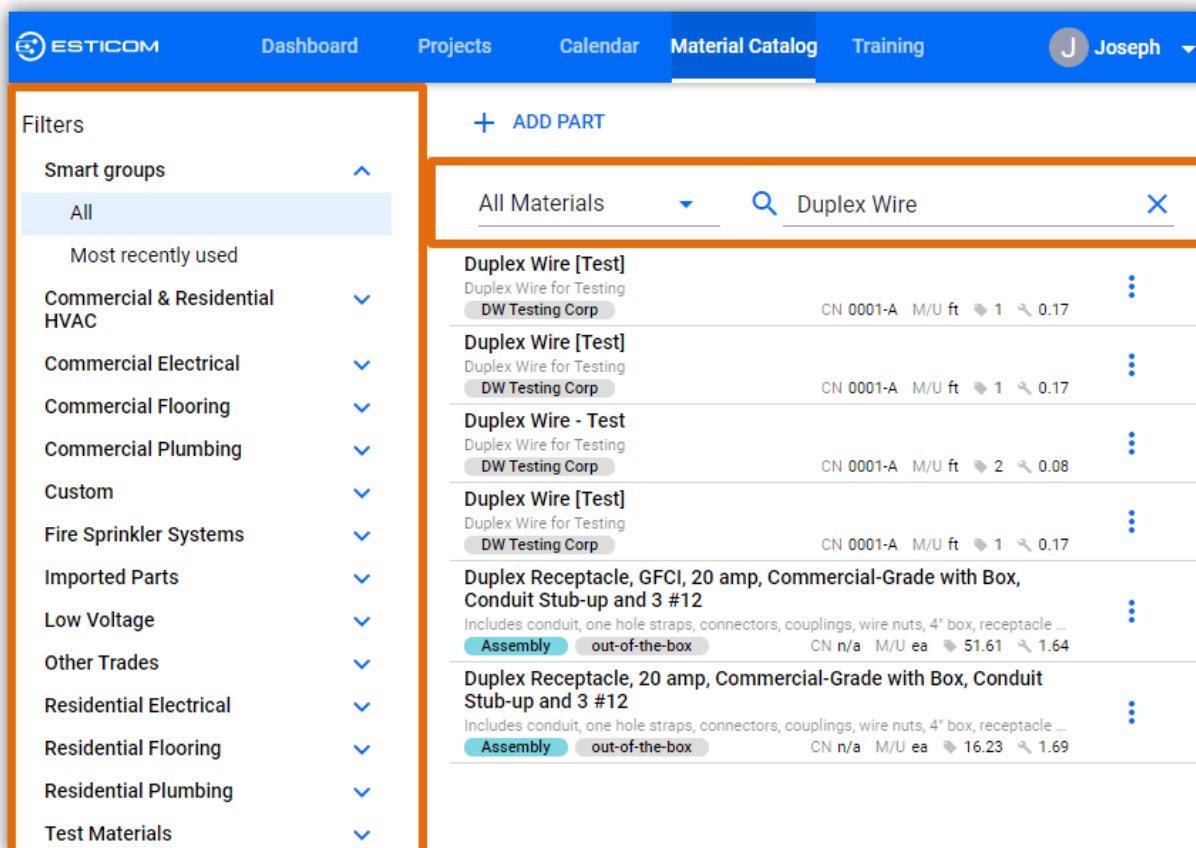 ESTICOM Dashboard Projects Calendar Material Catalog Training J Joseph
Filters
Smart groups
All
Most recently used
Commercial & Residential
HVAC
Commercial Electrical
Commercial Flooring
Commercial Plumbing
Custom
Fire Sprinkler Systems
Imported Parts
Low Voltage
Other Trades
Residential Electrical
Residential Flooring
Residential Plumbing
Test Materials
+ ADD PART
All Materials Duplex Wire
Duplex Wire [Test]
Duplex Wire for Testing
DW Testing Corp CN 0001-A M/U ft 1 0.17
Duplex Wire [Test]
Duplex Wire for Testing
DW Testing Corp CN 0001-A M/U ft 1 0.17
Duplex Wire - Test
Duplex Wire for Testing
DW Testing Corp CN 0001-A M/U ft 2 0.08
Duplex Wire [Test]
Duplex Wire for Testing
DW Testing Corp CN 0001-A M/U ft 1 0.17
Duplex Receptacle, GFCI, 20 amp, Commercial-Grade with Box,
Conduit Stub-up and 3 #12
Includes conduit, one hole straps, connectors, couplings, wire nuts, 4" box, receptacle ...
Assembly out-of-the-box CN n/a M/U ea 51.61 1.64
Duplex Receptacle, 20 amp, Commercial-Grade with Box, Conduit
Stub-up and 3 #12
Includes conduit, one hole straps, connectors, couplings, wire nuts, 4" box, receptacle ...
Assembly out-of-the-box CN n/a M/U ea 16.23 1.69